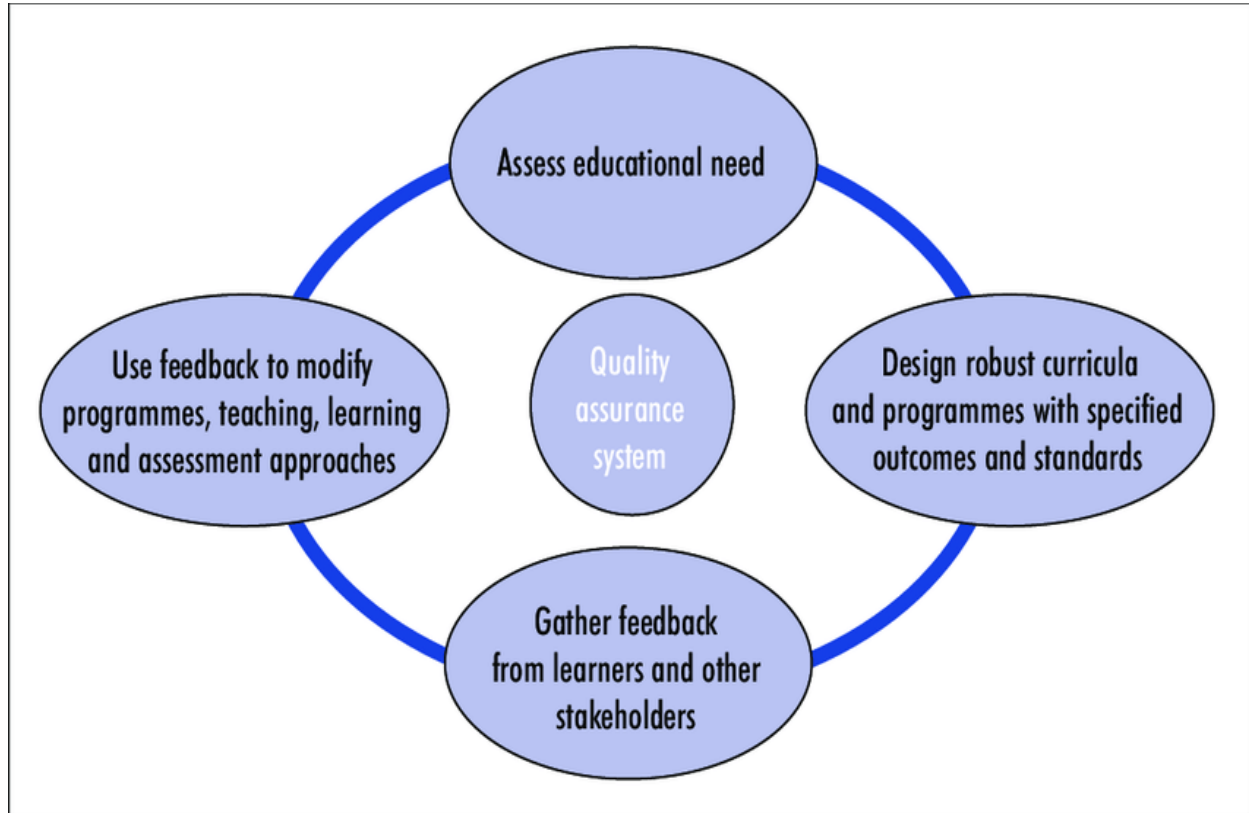 Assess educational need
Use feedback to modify
programmes, teaching, learning
and assessment approaches
Quality
assurance
system
Design robust curricula
and programmes with specified
outcomes and standards
Gather feedback
from learners and other
stakeholders